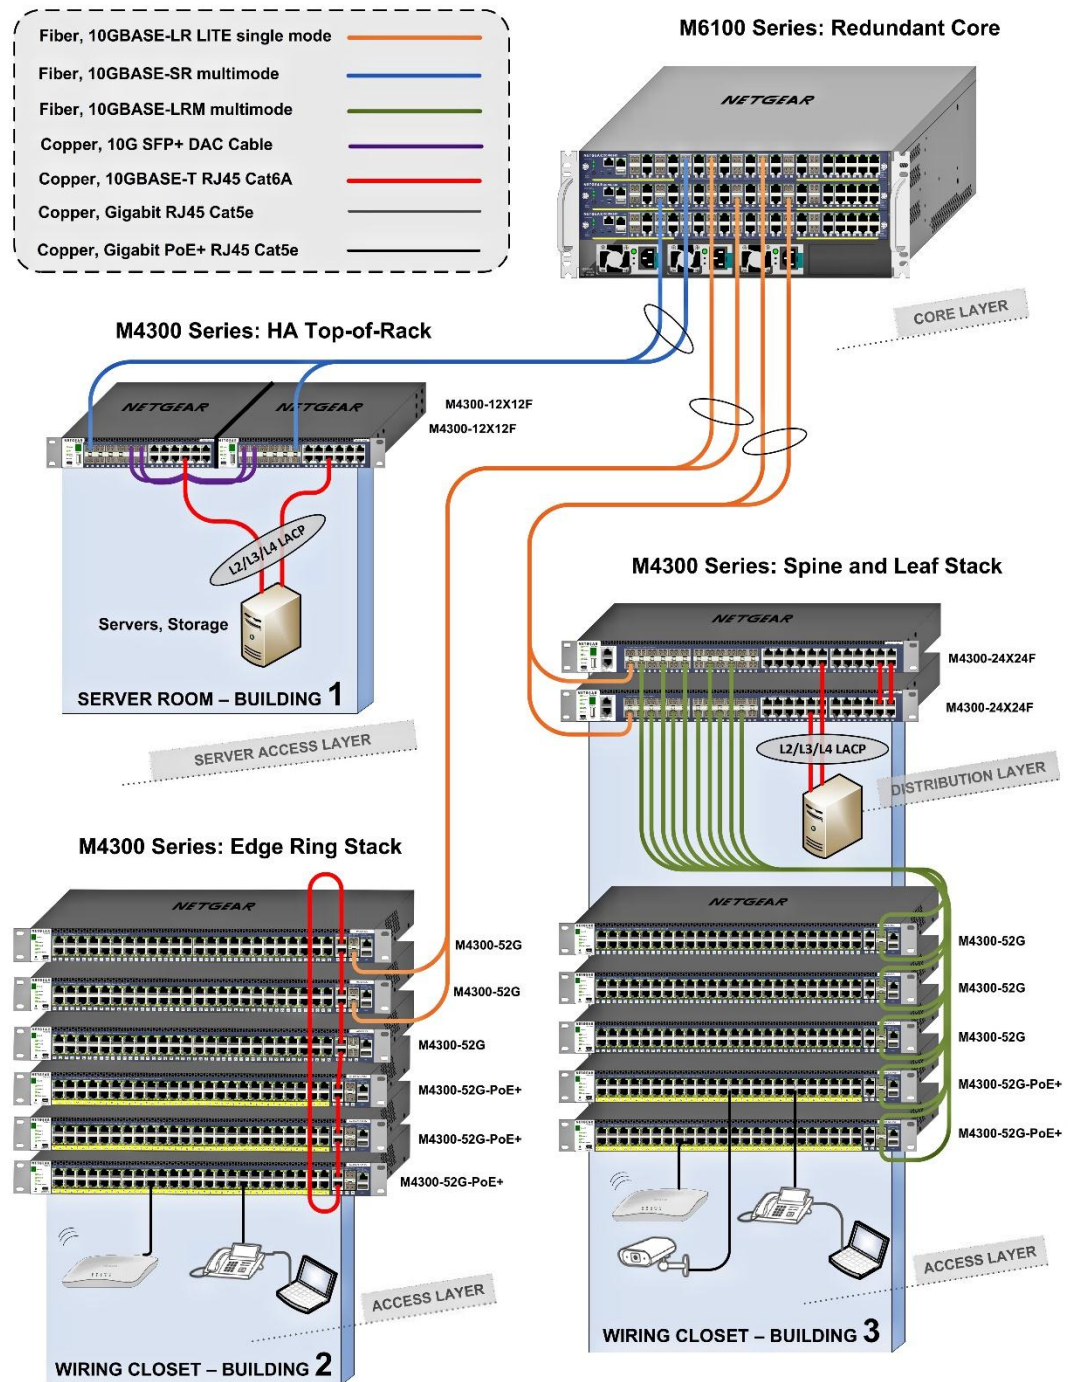 Fiber, 10GBASE-LR LITE single mode
Fiber, 10GBASE-SR multimode
Fiber, 10GBASE-LRM multimode
Copper, 10G SFP+ DAC Cable
Copper, 10GBASE-T RJ45 Cat6A
Copper, Gigabit RJ45 Cat5e
Copper, Gigabit PoE+ RJ45 Cat5e
M6100 Series: Redundant Core
NETGEAR
CORE LAYER
M4300 Series: HA Top-of-Rack
NETGEAR
NETGEAR
M4300-12X12F
M4300-12X12F
L2/L3/L4 LACP
Servers, Storage
SERVER ROOM – BUILDING 1
SERVER ACCESS LAYER
M4300 Series: Spine and Leaf Stack
NETGEAR
M4300-24X24F
M4300-24X24F
L2/L3/L4 LACP
DISTRIBUTION LAYER
M4300 Series: Edge Ring Stack
NETGEAR
M4300-52G
M4300-52G
M4300-52G
M4300-52G-PoE+
M4300-52G-PoE+
M4300-52G-PoE+
ACCESS LAYER
WIRING CLOSET – BUILDING 2
NETGEAR
M4300-52G
M4300-52G
M4300-52G
M4300-52G-PoE+
M4300-52G-PoE+
ACCESS LAYER
WIRING CLOSET – BUILDING 3